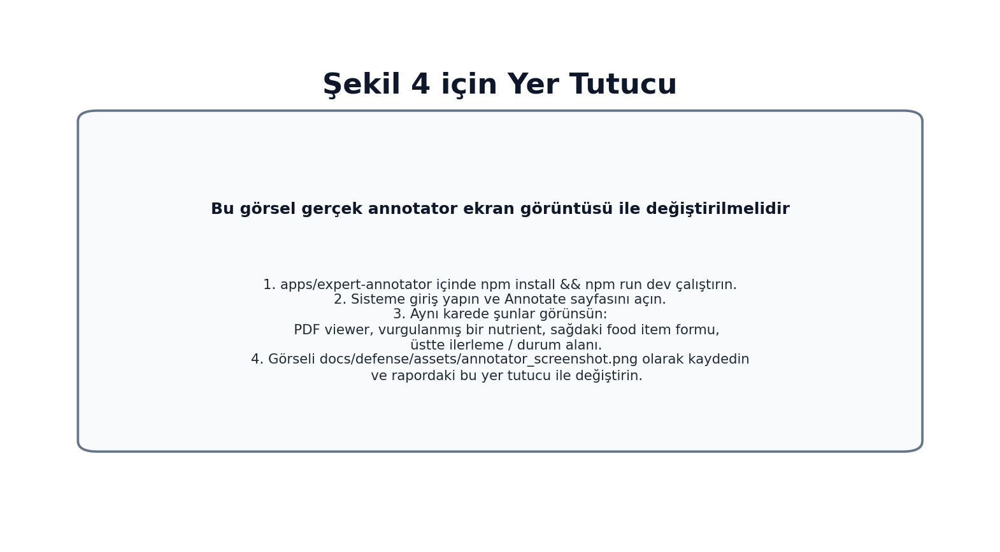 Şekil 4 için Yer Tutucu
Bu görsel gerçek annotator ekran görüntüsü ile değiştirilmelidir
1. apps/expert-annotator içinde npm install && npm run dev çalıştırın.
2. Sisteme giriş yapın ve Annotate sayfasını açın.
3. Aynı karede şunlar görünsün:
PDF viewer, vurgulanmış bir nutrient, sağdaki food item formu,
üstte ilerleme / durum alanı.
4. Görseli docs/defense/assets/annotator_screenshot.png olarak kaydedin
ve rapordaki bu yer tutucu ile değiştirin.